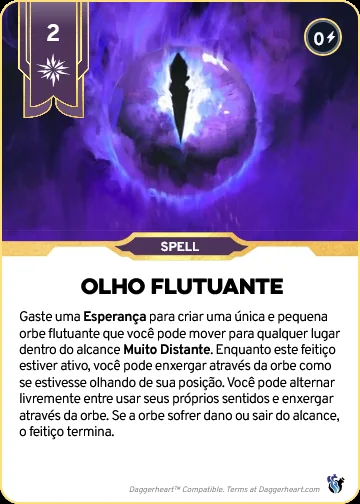 2
0
SPELL
OLHO FLUTUANTE
Gaste uma Esperança para criar uma única e pequena
orbe flutuante que você pode mover para qualquer lugar
dentro do alcance Muito Distante. Enquanto este feitiço
estiver ativo, você pode enxergar através da orbe como
se estivesse olhando de sua posição. Você pode alternar
livremente entre usar seus próprios sentidos e enxergar
através da orbe. Se a orbe sofrer dano ou sair do alcance,
o feitiço termina.
Daggerheart™ Compatible. Terms at Daggerheart.com